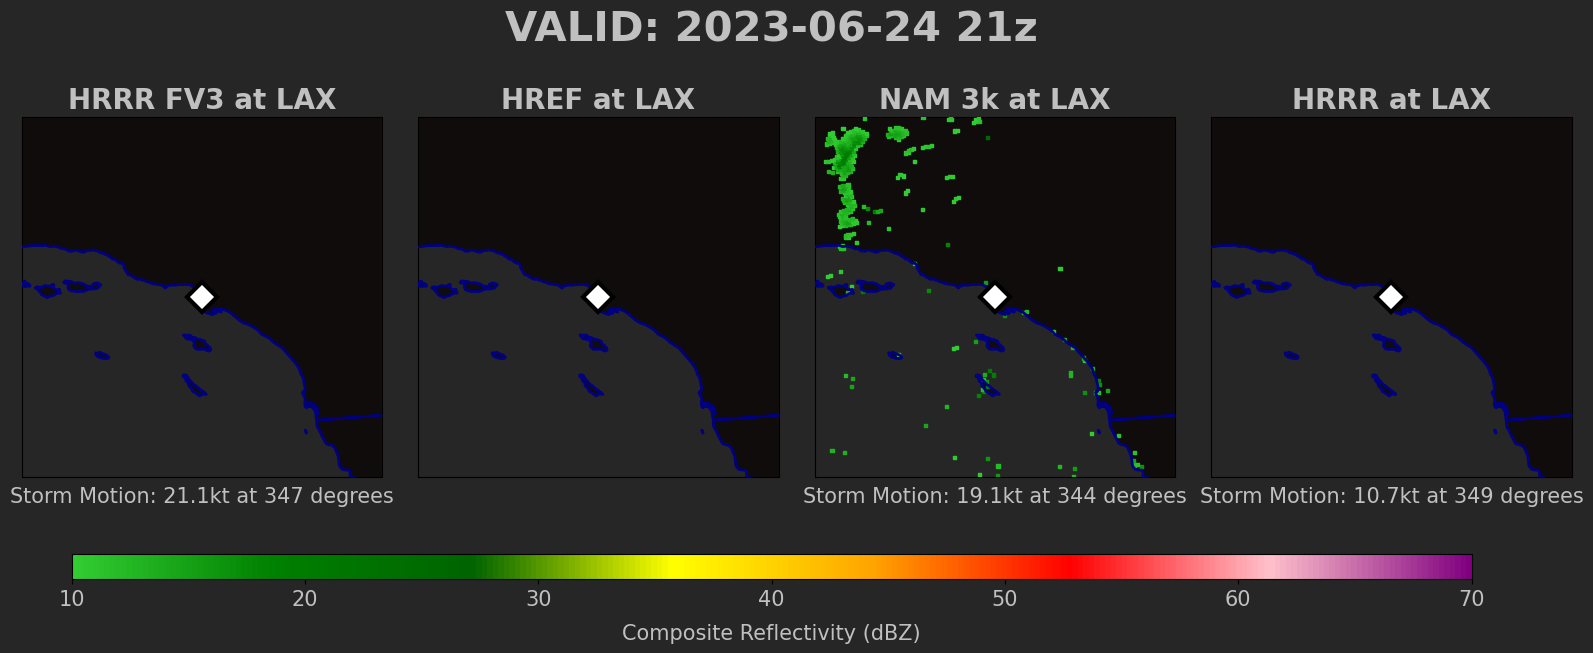 VALID: 2023-06-24 21z
HRRR FV3 at LAX
HREF at LAX
NAM 3k at LAX
HRRR at LAX
Storm Motion: 21.1kt at 347 degrees
Storm Motion: 19.1kt at 344 degrees
Storm Motion: 10.7kt at 349 degrees
10 20 30 40 50 60 70
Composite Reflectivity (dBZ)